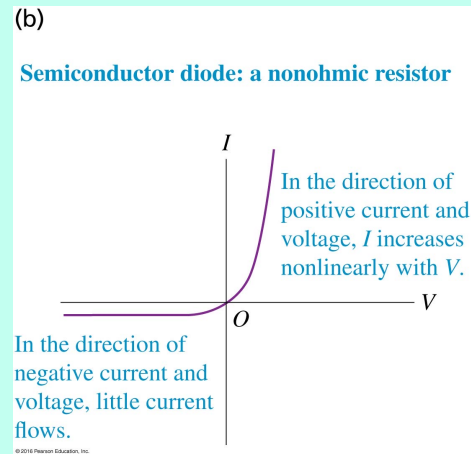 (b)
Semiconductor diode: a nonohmic resistor
I
In the direction of
positive current and
voltage, I increases
nonlinearly with V.
V
O
In the direction of
negative current and
voltage, little current
flows.
© 2016 Pearson Education, Inc.